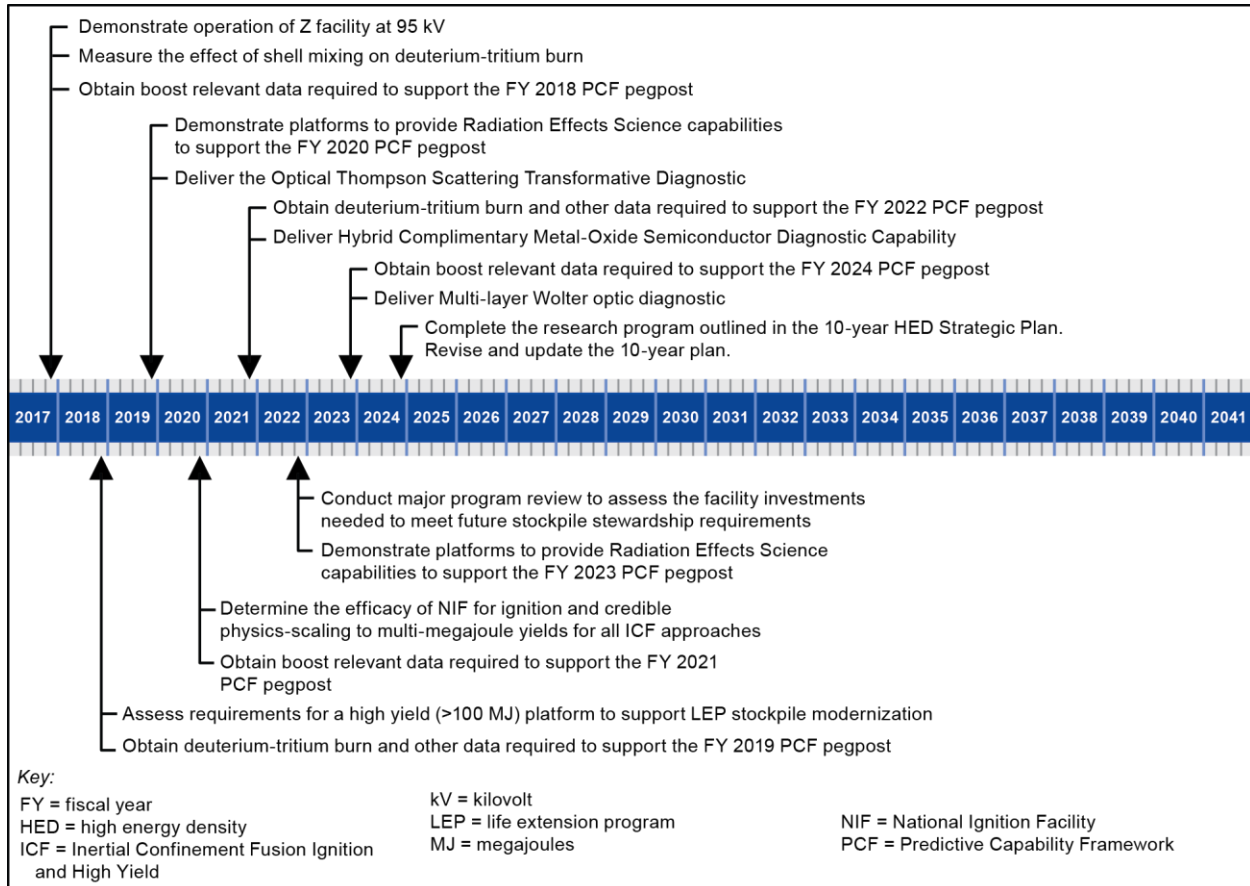 Demonstrate operation of Z facility at 95 kV
Measure the effect of shell mixing on deuterium-tritium burn
Obtain boost relevant data required to support the FY 2018 PCF pegpost
Demonstrate platforms to provide Radiation Effects Science capabilities
to support the FY 2020 PCF pegpost
Deliver the Optical Thompson Scattering Transformative Diagnostic
Obtain deuterium-tritium burn and other data required to support the FY 2022 PCF pegpost
Deliver Hybrid Complimentary Metal-Oxide Semiconductor Diagnostic Capability
Obtain boost relevant data required to support the FY 2024 PCF pegpost
Deliver Multi-layer Wolter optic diagnostic
Complete the research program outlined in the 10-year HED Strategic Plan.
Revise and update the 10-year plan.
2017 2018 2019 2020 2021 2022 2023 2024 2025 2026 2027 2028 2029 2030 2031 2032 2033 2034 2035 2036 2037 2038 2039 2040 2041
Conduct major program review to assess the facility investments
needed to meet future stockpile stewardship requirements
Demonstrate platforms to provide Radiation Effects Science
capabilities to support the FY 2023 PCF pegpost
Determine the efficacy of NIF for ignition and credible
physics-scaling to multi-megajoule yields for all ICF approaches
Obtain boost relevant data required to support the FY 2021
PCF pegpost
Assess requirements for a high yield (>100 MJ) platform to support LEP stockpile modernization
Obtain deuterium-tritium burn and other data required to support the FY 2019 PCF pegpost
Key:
FY = fiscal year
HED = high energy density
ICF = Inertial Confinement Fusion Ignition
and High Yield
kV = kilovolt
LEP = life extension program
MJ = megajoules
NIF = National Ignition Facility
PCF = Predictive Capability Framework